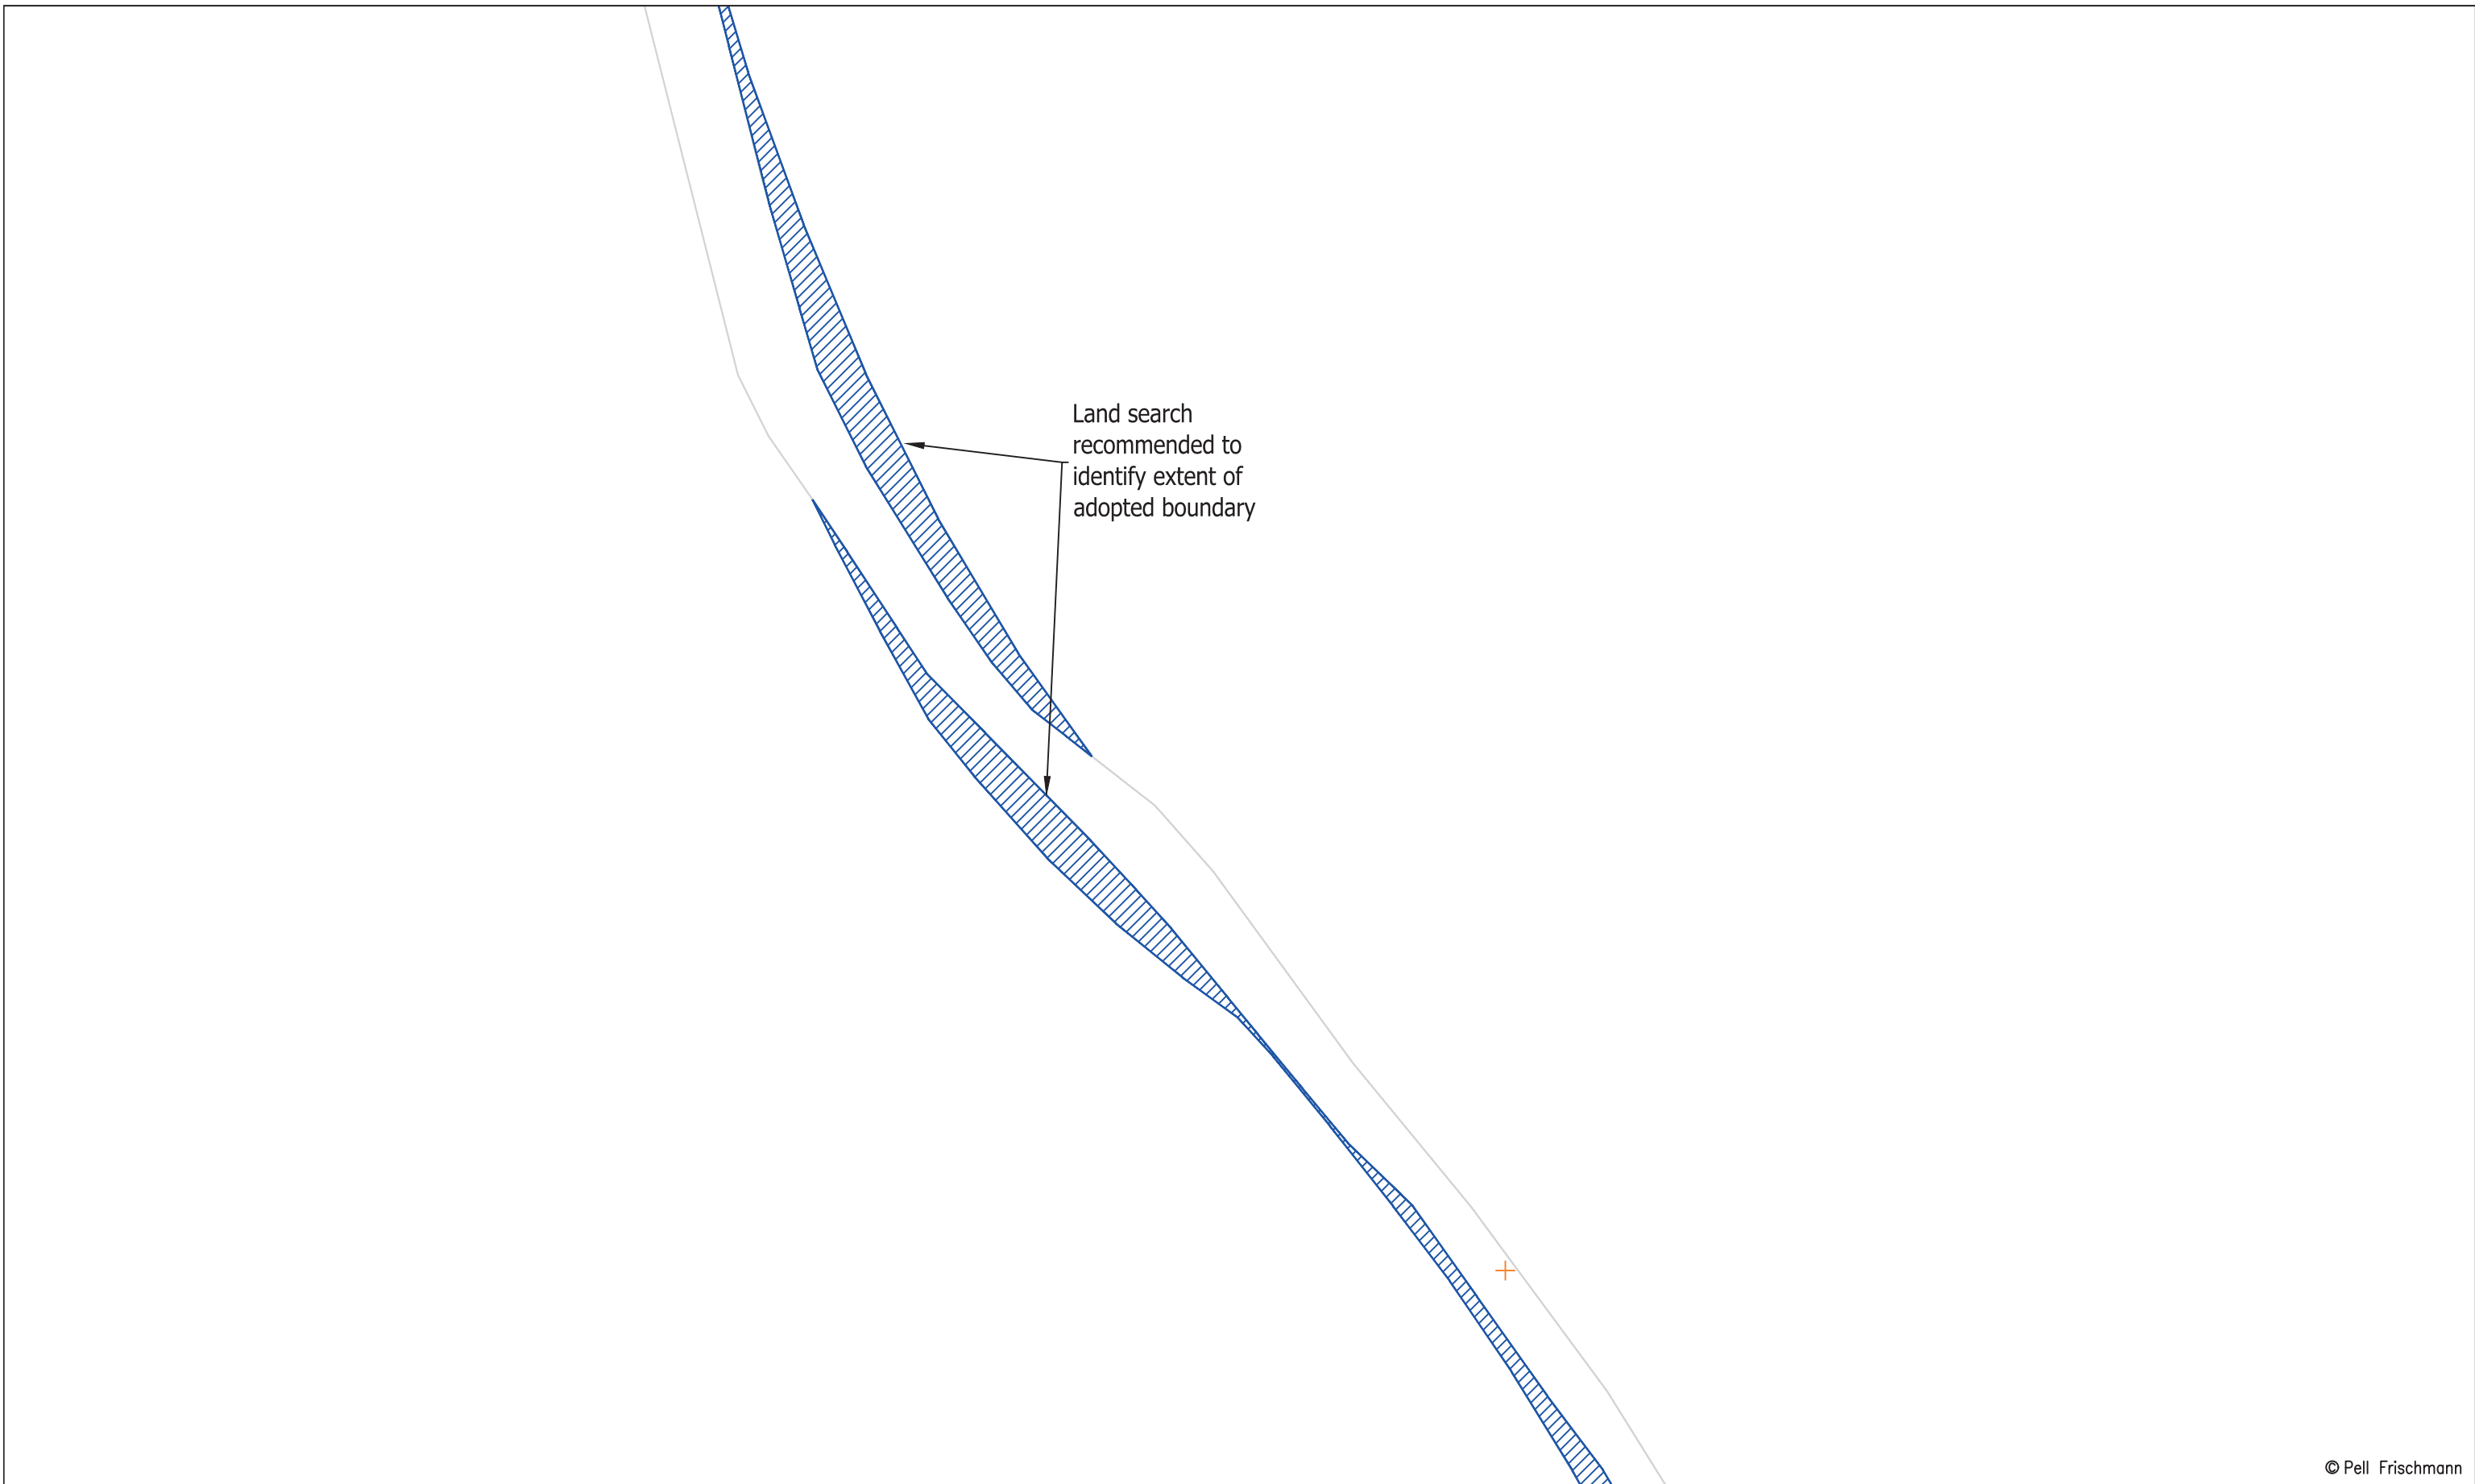 Land search
recommended to
identify extent of
adopted boundary
© Pell Frischmann